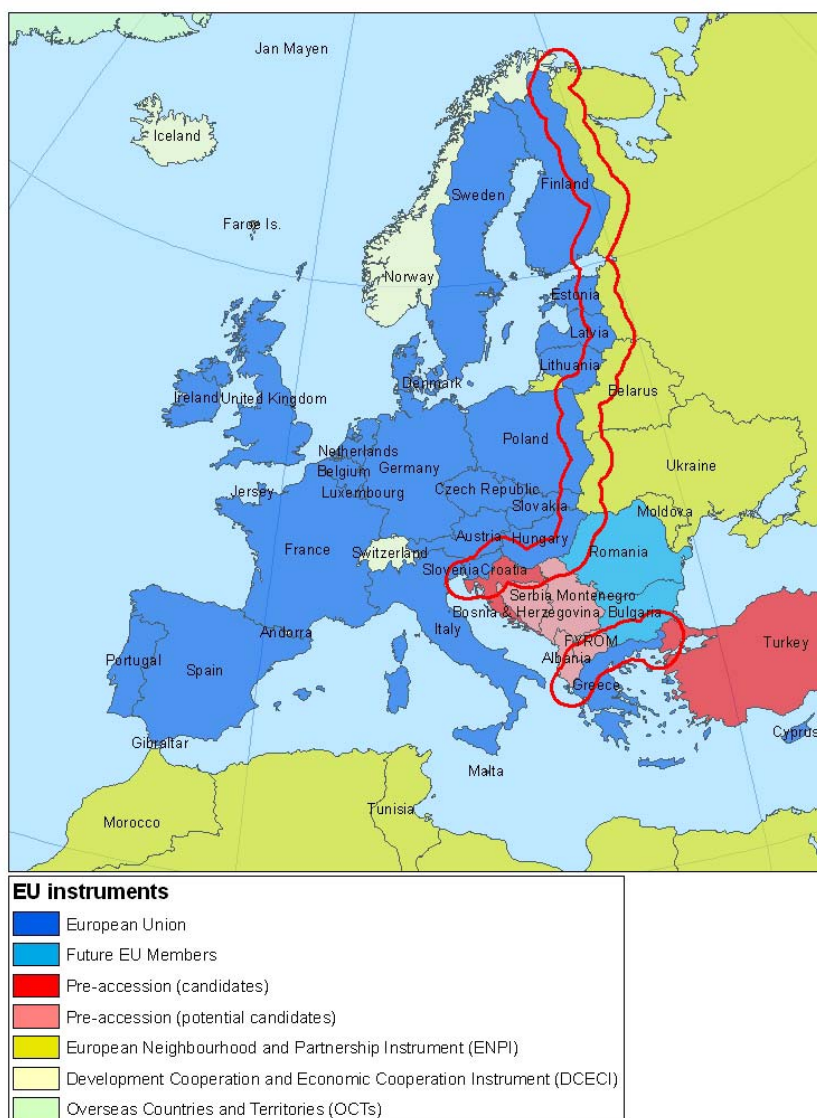 Jan Mayen
Iceland
Faroe Is.
Sweden
Finland
Norway
Estonia
Latvia
Lithuania
Denmark
Ireland
United Kingdom
Belarus
Netherlands
Poland
Belgium
Germany
Ukraine
Jersey
Luxembourg
Czech Republic
Slovakia
Moldova
Austria
Hungary
France
Switzerland
Romania
Slovenia
Croatia
Serbia Montenegro
Bosnia & Herzegovina
Bulgaria
Andorra
Italy
FYROM
Portugal
Spain
Albania
Turkey
Greece
Gibraltar
Cyprus
Malta
Morocco
Tunisia
EU instruments
European Union
Future EU Members
Pre-accession (candidates)
Pre-accession (potential candidates)
European Neighbourhood and Partnership Instrument (ENPI)
Development Cooperation and Economic Cooperation Instrument (DCECI)
Overseas Countries and Territories (OCTs)